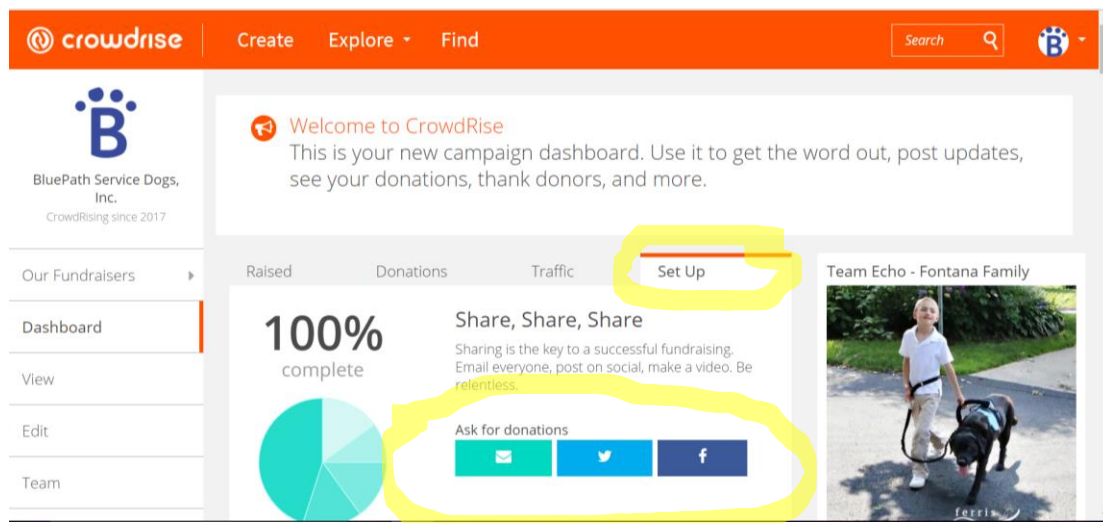 crowdrise
Create Explore Find
Search
B
B
BluePath Service Dogs,
Inc.
CrowdRising since 2017
Our Fundraisers
Dashboard
View
Edit
Team
Welcome to CrowdRise
This is your new campaign dashboard. Use it to get the word out, post updates,
see your donations, thank donors, and more.
Raised Donations Traffic Set Up
100%
complete
Share, Share, Share
Sharing is the key to a successful fundraising.
Email everyone, post on social, make a video. Be
relentless.
Ask for donations
f
Team Echo - Fontana Family
ferris